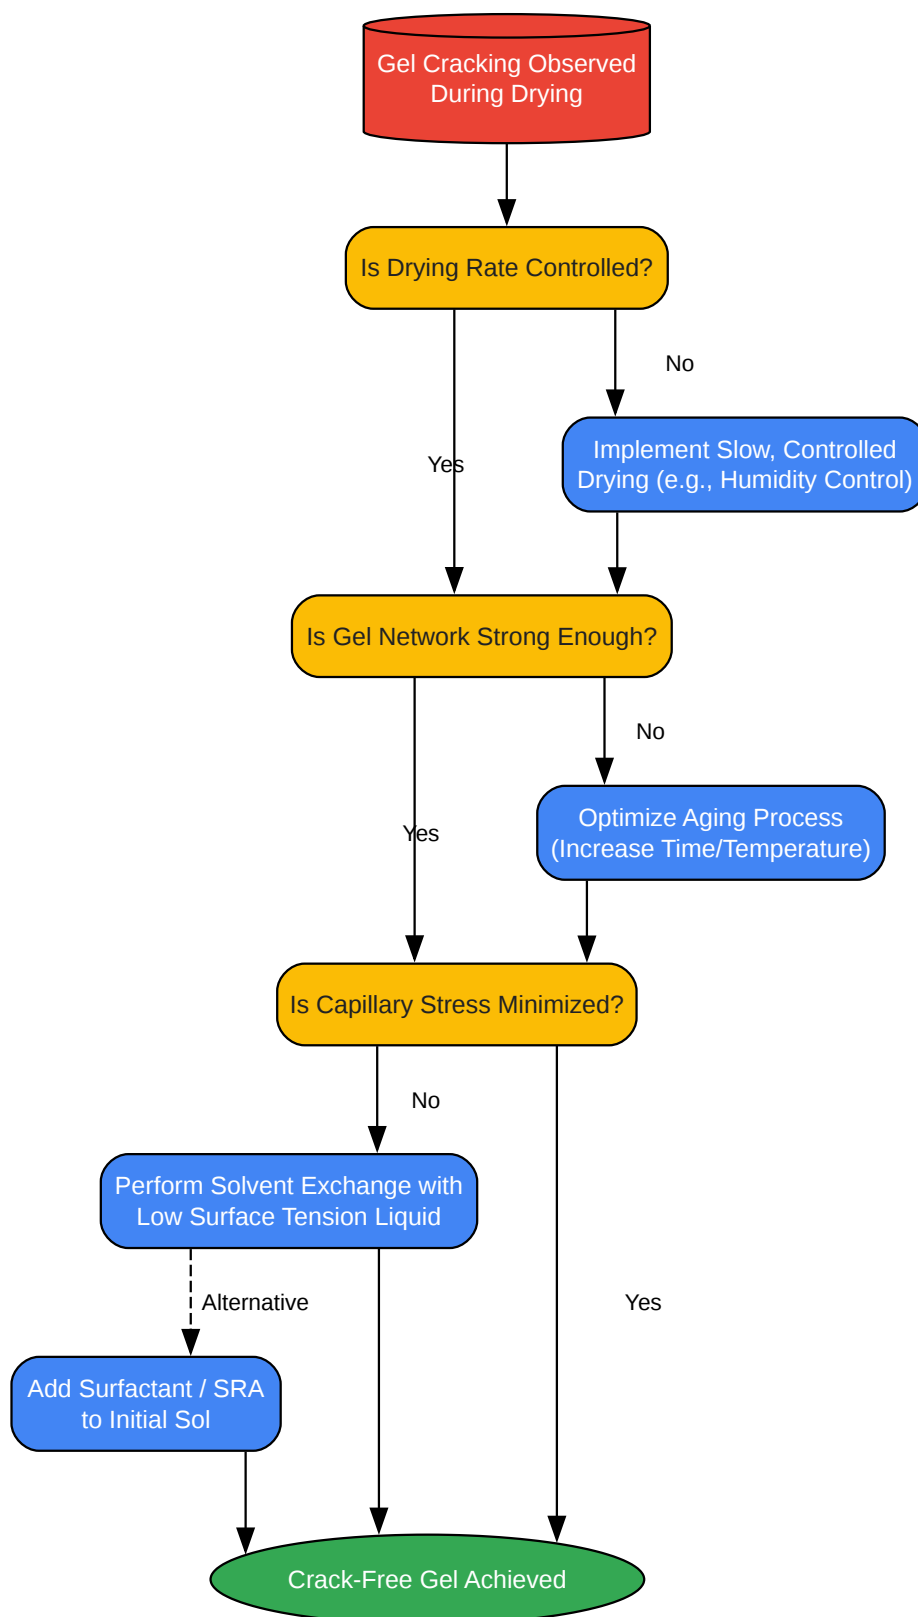 Gel Cracking Observed
During Drying
Is Drying Rate Controlled?
No
Implement Slow, Controlled
Drying (e.g., Humidity Control)
Yes
Is Gel Network Strong Enough?
No
Optimize Aging Process
(Increase Time/Temperature)
Yes
Is Capillary Stress Minimized?
No
Perform Solvent Exchange with
Low Surface Tension Liquid
Alternative
Yes
Add Surfactant / SRA
to Initial Sol
Crack-Free Gel Achieved